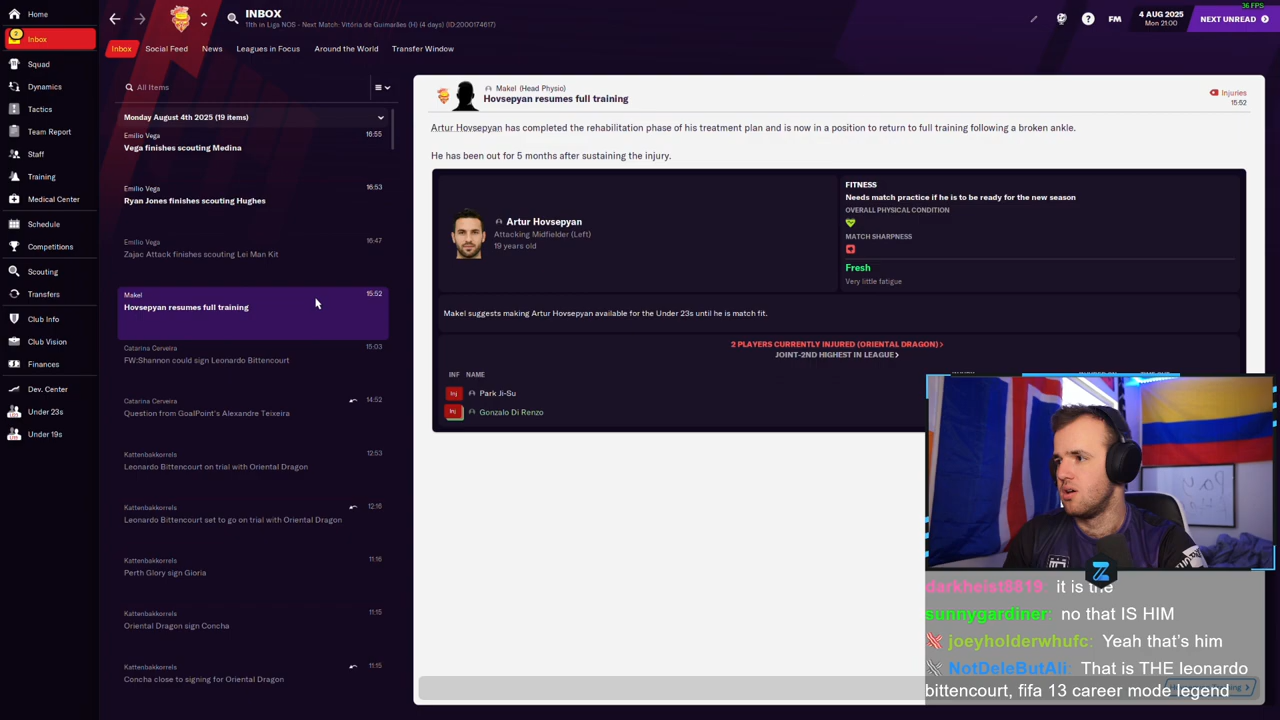 36 FPS
Home
INBOX
11th in Liga NOS - Next Match: Vitória de Guimarães (H) (4 days) (ID:2000174617)
FM
4 AUG 2025
Mon 21:00
NEXT UNREAD
2
Inbox
Squad
Dynamics
Tactics
Team Report
Staff
Training
Medical Center
Schedule
Competitions
Scouting
Transfers
Club Info
Club Vision
Finances
Dev. Center
Under 23s
Under 19s
Inbox
Social Feed
News
Leagues in Focus
Around the World
Transfer Window
All Items
Monday August 4th 2025 (19 items)
Emilio Vega
16:55
Vega finishes scouting Medina
Emilio Vega
16:53
Ryan Jones finishes scouting Hughes
Emilio Vega
16:47
Zajac Attack finishes scouting Lei Man Kit
Makel
15:52
Hovsepyan resumes full training
Catarina Cerveira
15:03
FW:Shannon could sign Leonardo Bittencourt
Catarina Cerveira
14:52
Question from GoalPoint's Alexandre Teixeira
Kattenbakkorrels
12:53
Leonardo Bittencourt on trial with Oriental Dragon
Kattenbakkorrels
12:16
Leonardo Bittencourt set to go on trial with Oriental Dragon
Kattenbakkorrels
11:16
Perth Glory sign Gioria
Kattenbakkorrels
11:15
Oriental Dragon sign Concha
Kattenbakkorrels
11:15
Concha close to signing for Oriental Dragon
Makel (Head Physio)
Hovsepyan resumes full training
Injuries
15:52
Artur Hovsepyan has completed the rehabilitation phase of his treatment plan and is now in a position to return to full training following a broken ankle.
He has been out for 5 months after sustaining the injury.
Artur Hovsepyan
Attacking Midfielder (Left)
19 years old
FITNESS
Needs match practice if he is to be ready for the new season
OVERALL PHYSICAL CONDITION
MATCH SHARPNESS
Fresh
Very little fatigue
Makel suggests making Artur Hovsepyan available for the Under 23s until he is match fit.
2 PLAYERS CURRENTLY INJURED (ORIENTAL DRAGON)
JOINT-2ND HIGHEST IN LEAGUE
INF NAME
Inj Park Ji-Su
Inj Gonzalo Di Renzo
darkheist8819: it is the
sunnygardiner: no that IS HIM
joeyholderwhufc: Yeah that's him
NotDeleButAli: That is THE leonardo
bittencourt, fifa 13 career mode legend